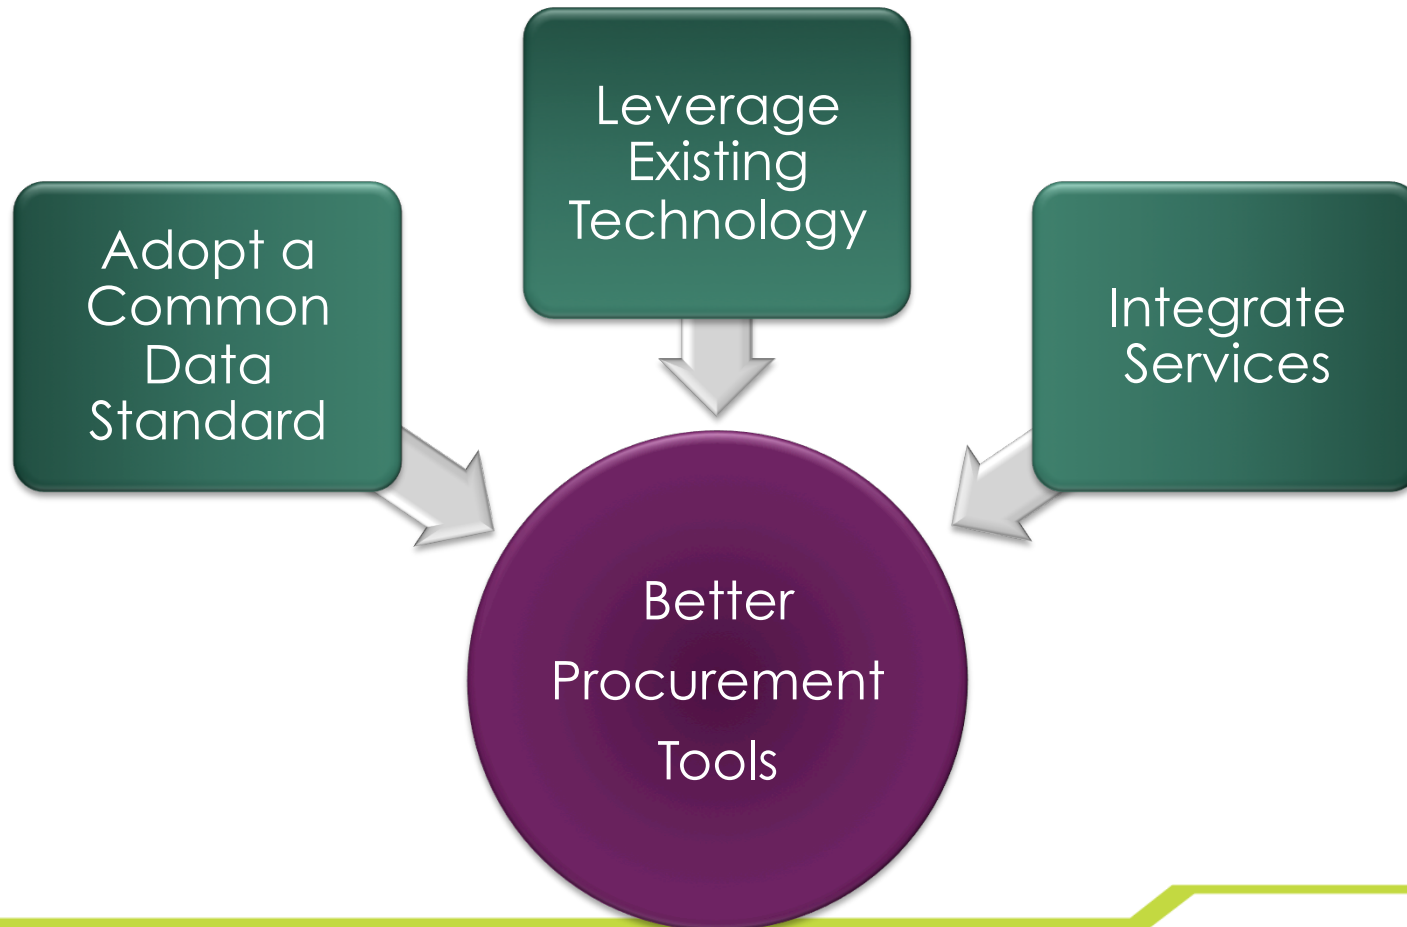 Leverage
Existing
Technology
Adopt a
Common
Data
Standard
Integrate
Services
Better
Procurement
Tools